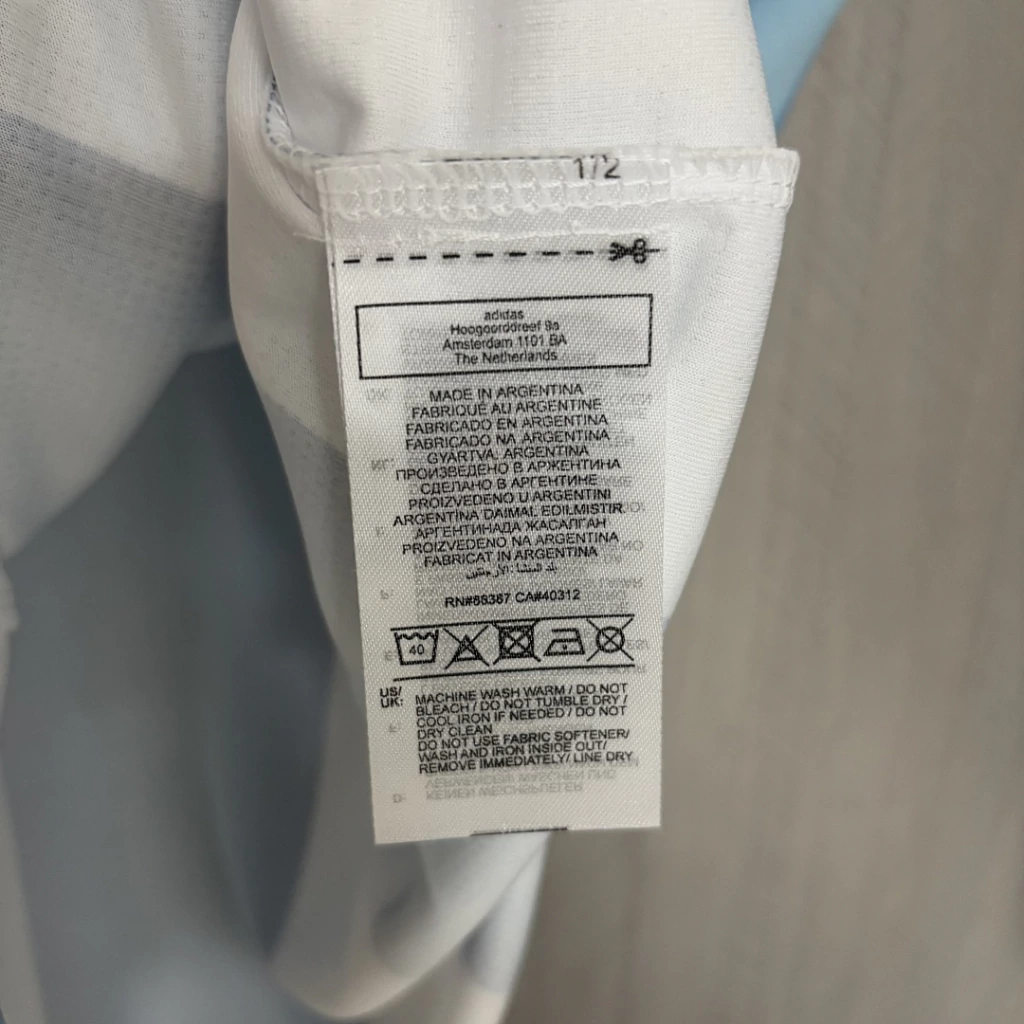 1/2
adidas
Hoogoorddreef 9a
Amsterdam 1101 BA
The Netherlands
MADE IN ARGENTINA
FABRIQUÉ AU ARGENTINE
FABRICADO EN ARGENTINA
FABRICADO NA ARGENTINA
GYÁRTVA, ARGENTINA
ПРОИЗВЕДЕНО В АРЖЕНТИНА
СДЕЛАНО В АРГЕНТИНЕ
PROIZVEDENO U ARGENTINI
ARGENTINA DAIMAL EDILMISTIR
АРГЕНТИНАДА ЖАСАЛҒАН
PROIZVEDENO NA ARGENTINA
FABRICAT IN ARGENTINA
بلد المنشأ: الأرجنتين
RN#88387 CA#40312
40
US/ MACHINE WASH WARM / DO NOT
UK: BLEACH / DO NOT TUMBLE DRY /
COOL IRON IF NEEDED / DO NOT
DRY CLEAN
DO NOT USE FABRIC SOFTENER/
WASH AND IRON INSIDE OUT/
REMOVE IMMEDIATELY/ LINE DRY